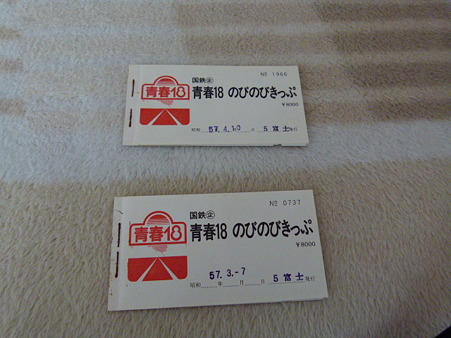 № 1966
国鉄
青春18
青春18 のびのびきっぷ
¥8000
昭和 57. 4. 10 5 富士 発行
№ 0737
国鉄
青春18
青春18 のびのびきっぷ
¥8000
57. 3. -7 5 富士
昭和 年 月 日 発行